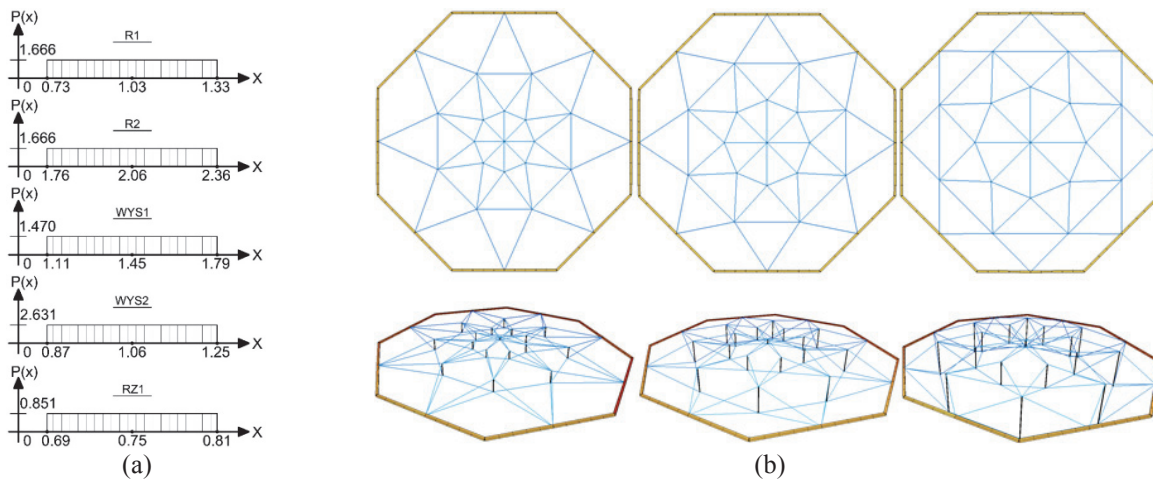 P(x)
R1
1.666
X
0 0.73 1.03 1.33
P(x)
R2
1.666
X
0 1.76 2.06 2.36
P(x)
WYS1
1.470
X
0 1.11 1.45 1.79
P(x)
WYS2
2.631
X
0 0.87 1.06 1.25
P(x)
RZ1
0.851
X
0 0.69 0.75 0.81
(a) (b)